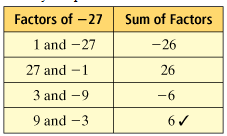 Factors of −27 Sum of Factors
1 and −27 −26
27 and −1 26
3 and −9 −6
9 and −3 6 ✓